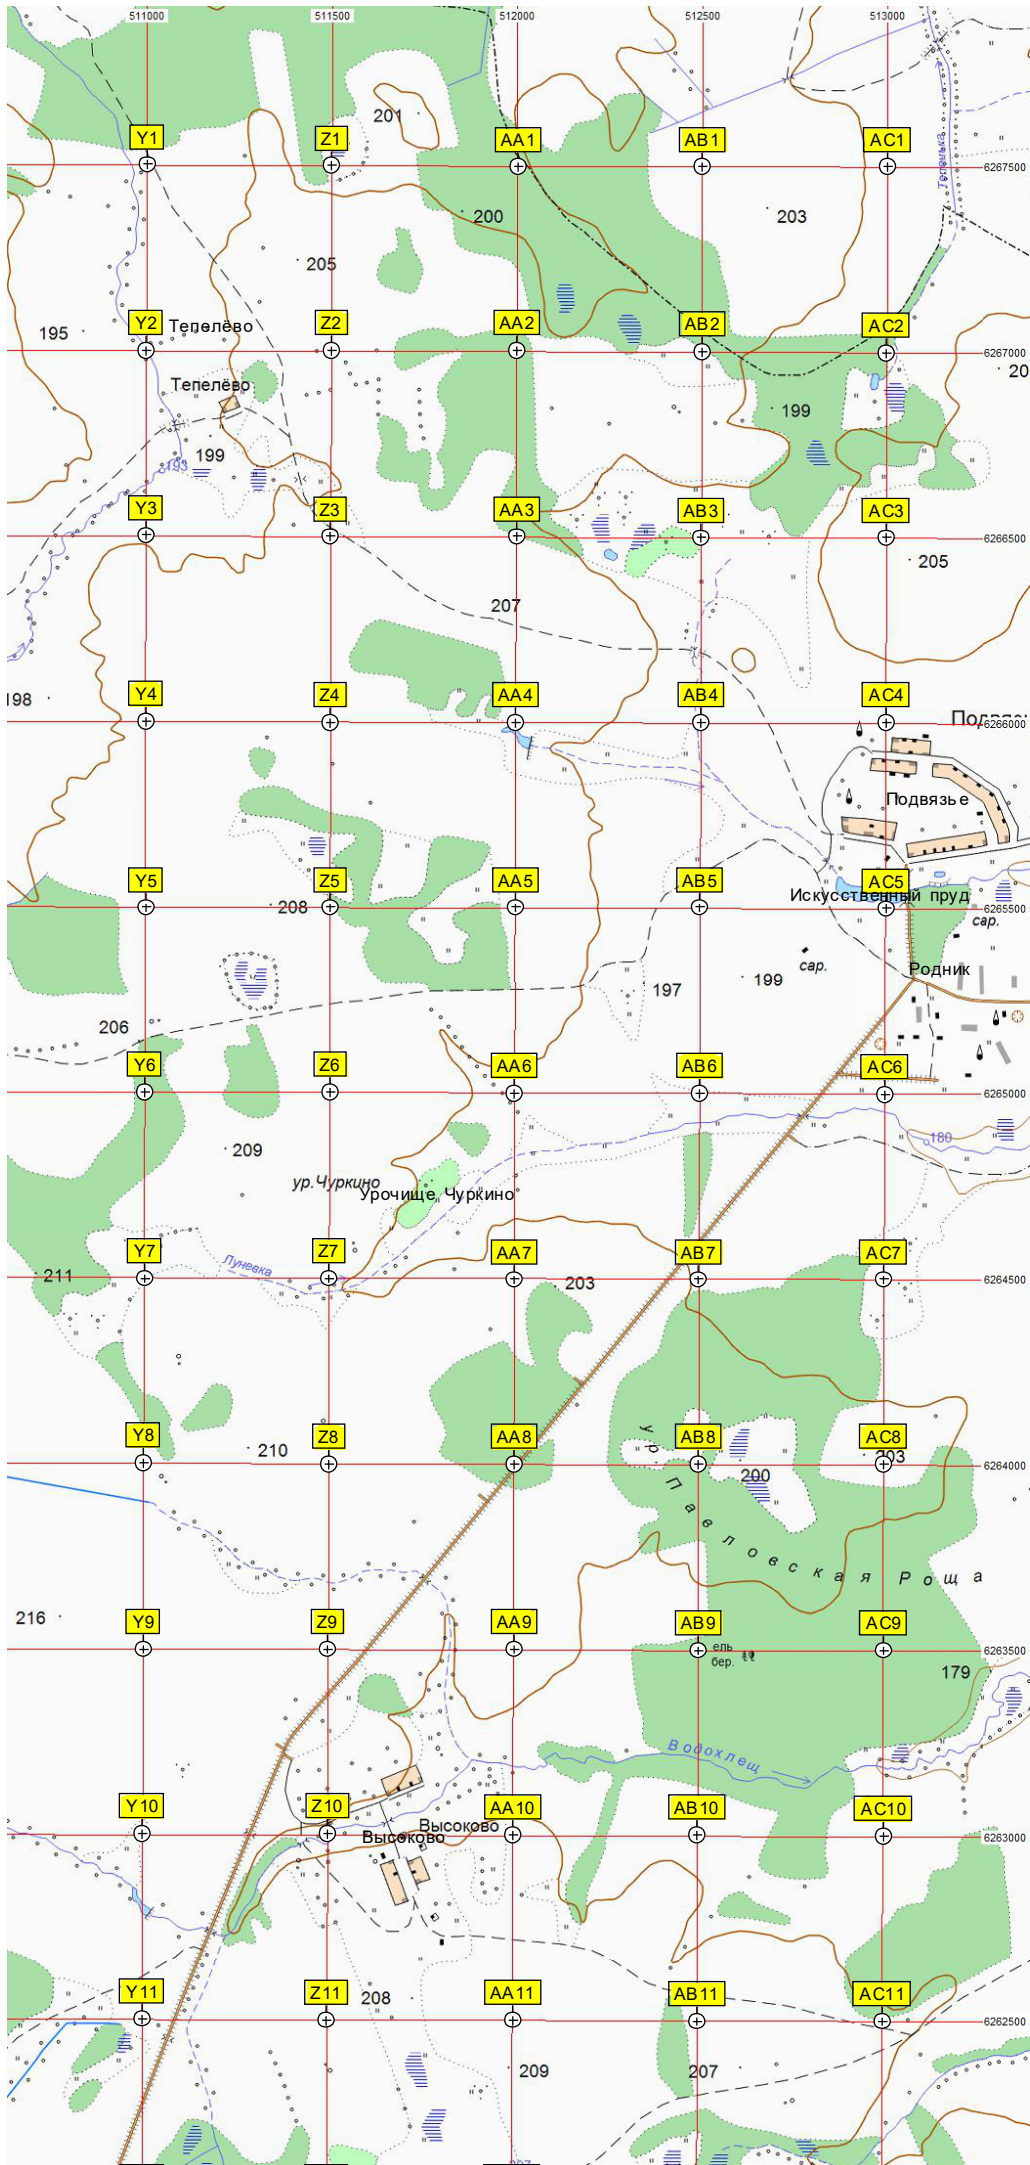 511000 511500 512000 512500 513000
201
Y1 Z1 AA1 AB1 AC1
6267500
Тепелька
200
203
205
195
Y2 Тепелёво Z2 AA2 AB2 AC2
6267000
20
Тепелёво
199
199
193
Y3 Z3 AA3 AB3 AC3
6266500
205
207
198
Y4 Z4 AA4 AB4 AC4
6266000
Подвязье
Y5 Z5 AA5 AB5 AC5
Искусственный пруд
208
6265500
сар.
сар.
Родник
199
197
206
Y6 Z6 AA6 AB6 AC6
6265000
180
209
ур.Чуркино
Урочище Чуркино
Y7 Z7 AA7 AB7 AC7
Луневка
211
203
6264500
Y8 Z8 AA8 AB8 AC8
210
203
200
6264000
ур. Павловская Роща
216
Y9 Z9 AA9 AB9 AC9
6263500
ель
бер.
179
Водохлещ
Y10 Z10 AA10 AB10 AC10
Высоково
Высоково
6263000
Y11 Z11 AA11 AB11 AC11
208
6262500
209
207